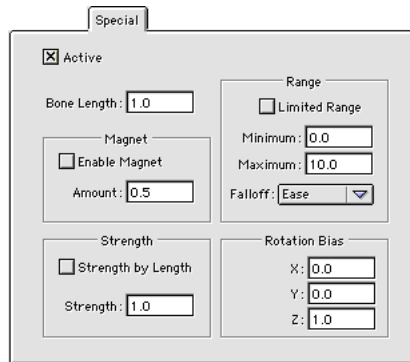 Special
Active
Bone Length: 1.0
Magnet
Enable Magnet
Amount: 0.5
Strength
Strength by Length
Strength: 1.0
Range
Limited Range
Minimum: 0.0
Maximum: 10.0
Falloff: Ease
Rotation Bias
X: 0.0
Y: 0.0
Z: 1.0